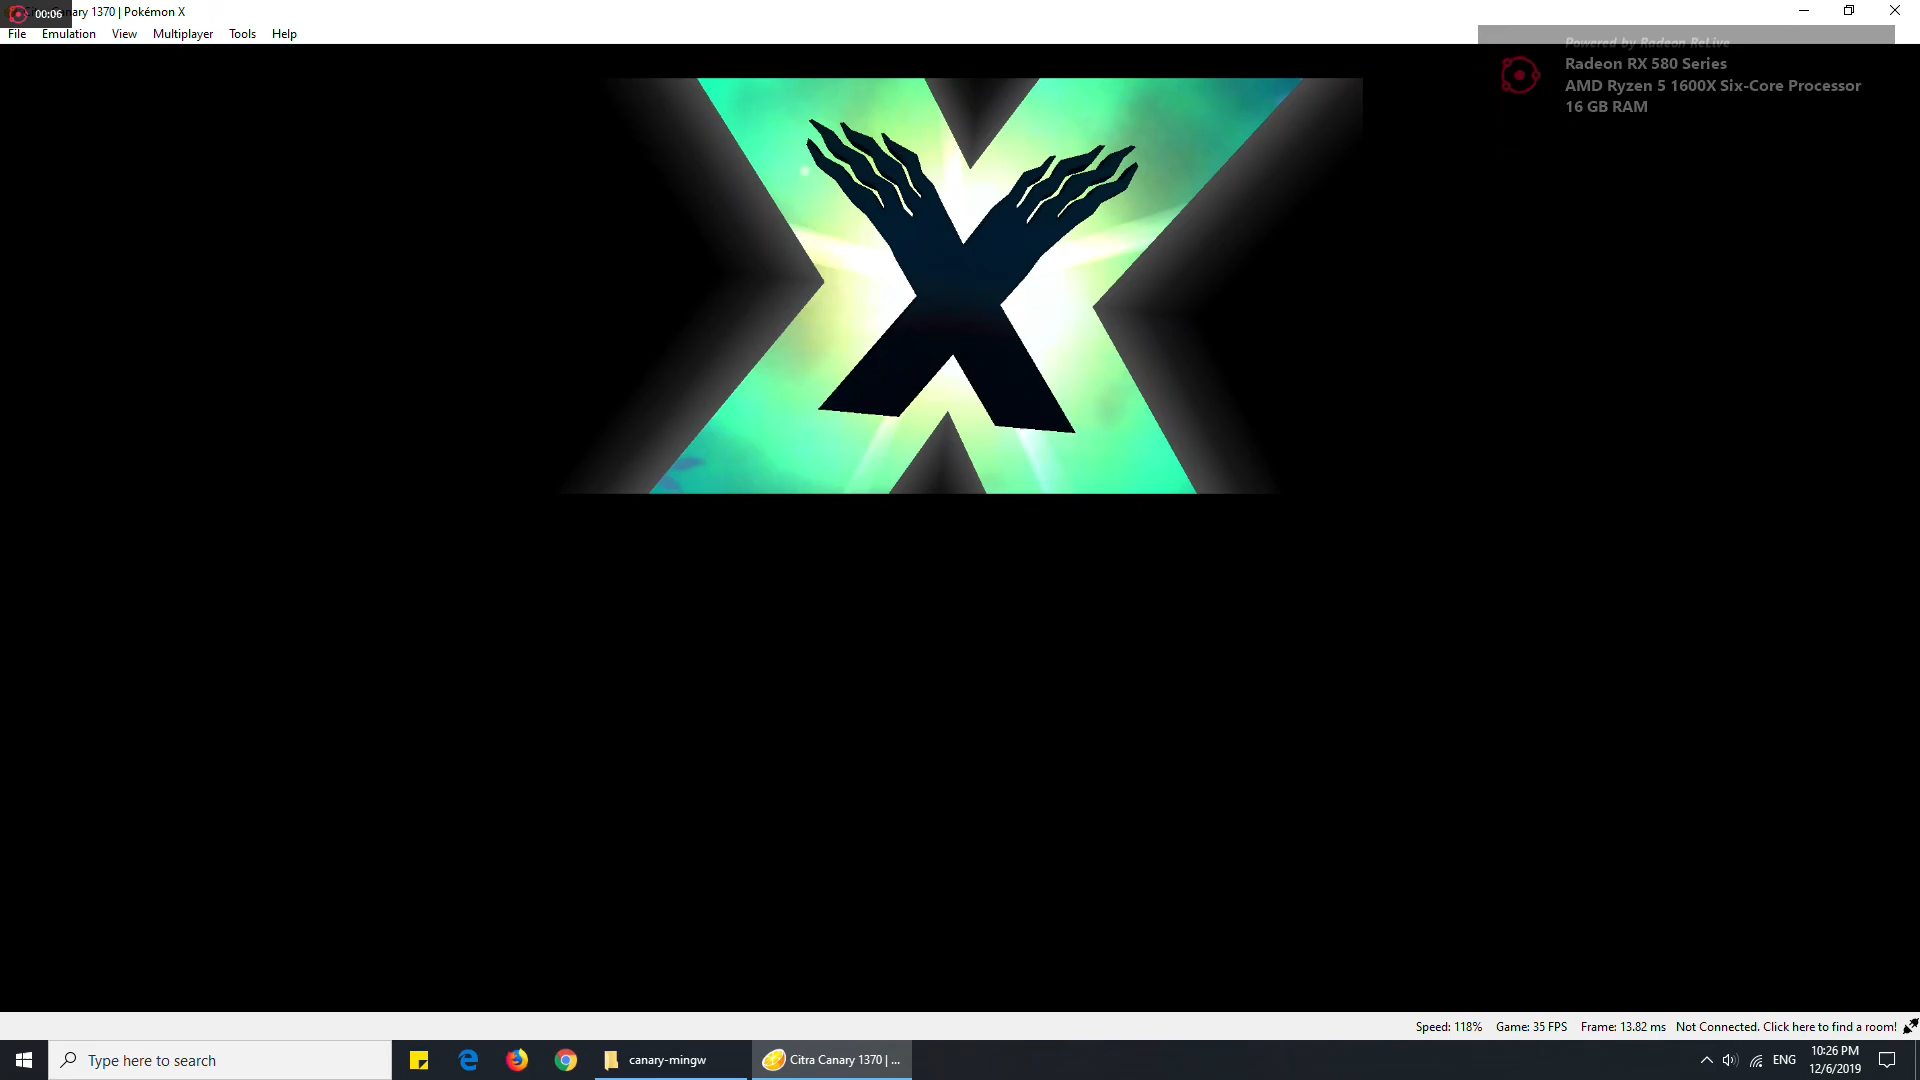 00:06
nary 1370 | Pokémon X
File Emulation View Multiplayer Tools Help
Powered by Radeon ReLive
Radeon RX 580 Series
AMD Ryzen 5 1600X Six-Core Processor
16 GB RAM
X
Speed: 118% Game: 35 FPS Frame: 13.82 ms Not Connected. Click here to find a room!
Type here to search
canary-mingw
Citra Canary 1370 | ...
ENG
10:26 PM
12/6/2019